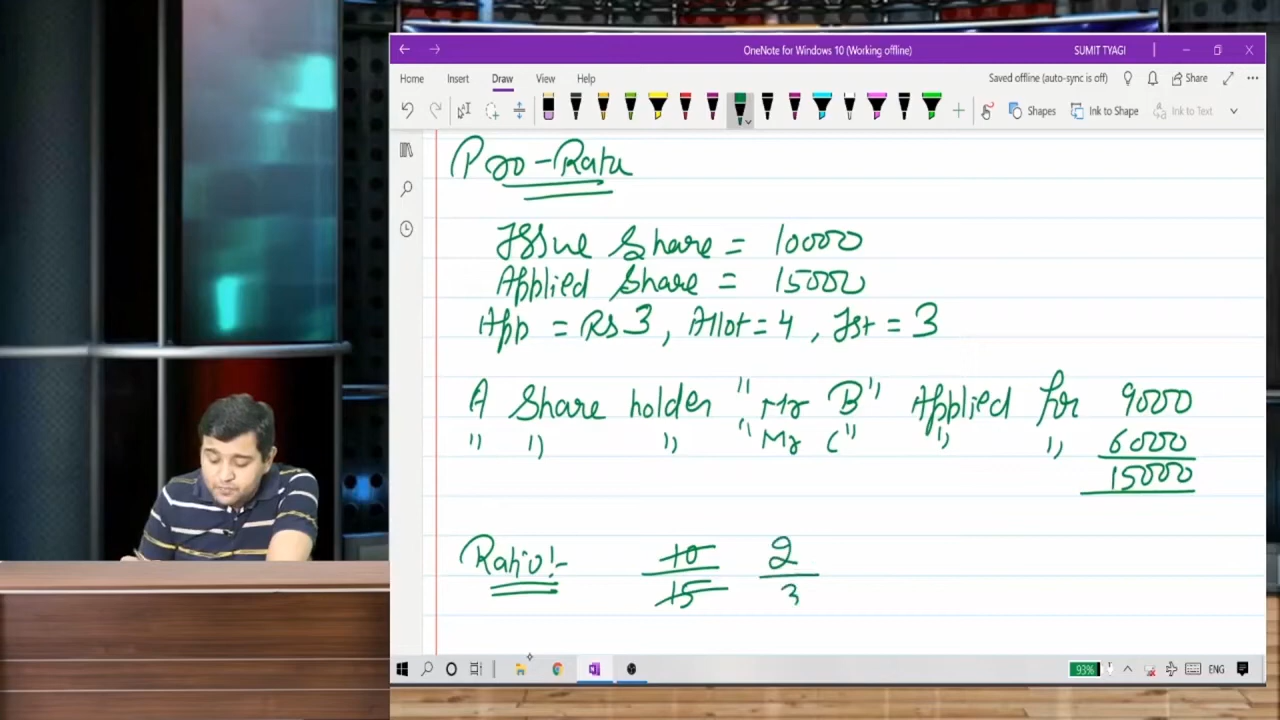 OneNote for Windows 10 (Working offline)
SUMIT TYAGI
Home Insert Draw View Help
Saved offline (auto-sync is off)
Share
Shapes
Ink to Shape
Ink to Text
Pro-Rata
Issue Share = 10000
Applied Share = 15000
App = Rs 3, Allot = 4, Ist = 3
A Share holder "Mr B" Applied for 9000
" " " "Mr C" " " 6000
15000
Ratio:- 10/15 2/3
93%
ENG